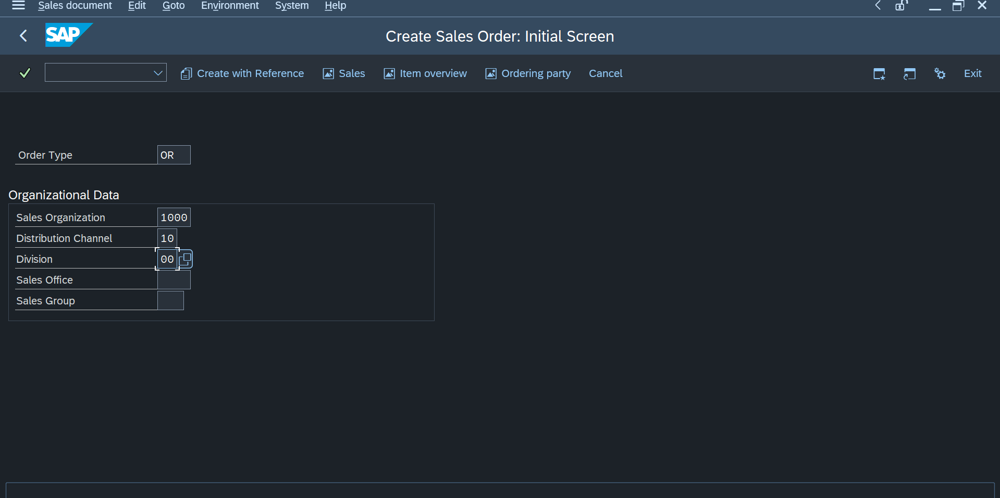 Sales document Edit Goto Environment System Help
SAP Create Sales Order: Initial Screen
Create with Reference Sales Item overview Ordering party Cancel Exit
Order Type OR
Organizational Data
Sales Organization 1000
Distribution Channel 10
Division 00
Sales Office
Sales Group